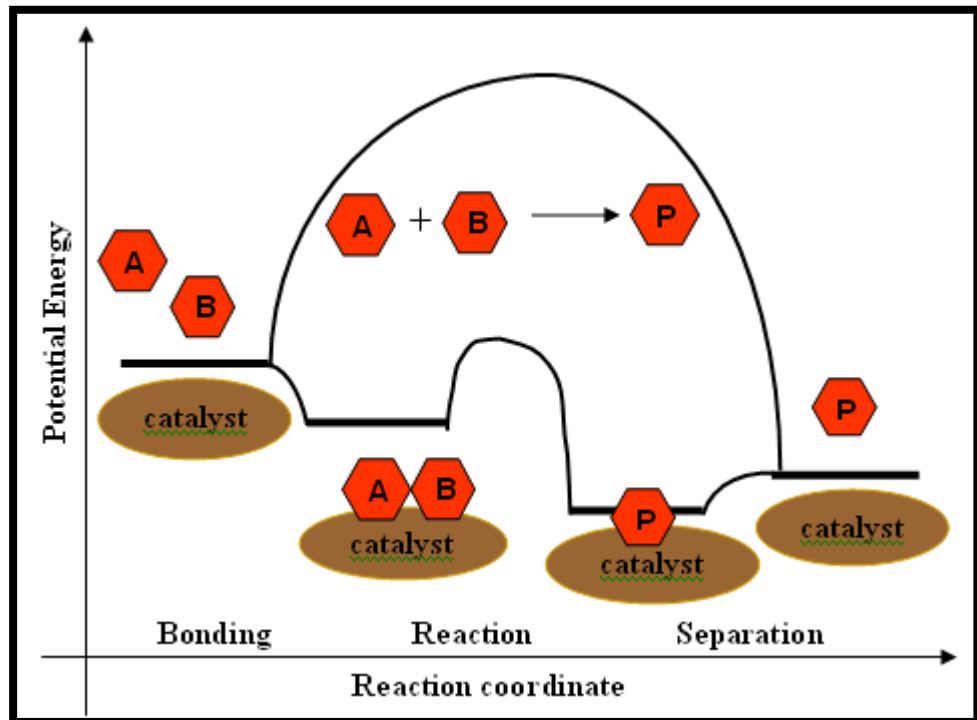 Potential Energy
A + B P
A
B
P
catalyst
A B
catalyst
P
catalyst
catalyst
Bonding Reaction Separation
Reaction coordinate